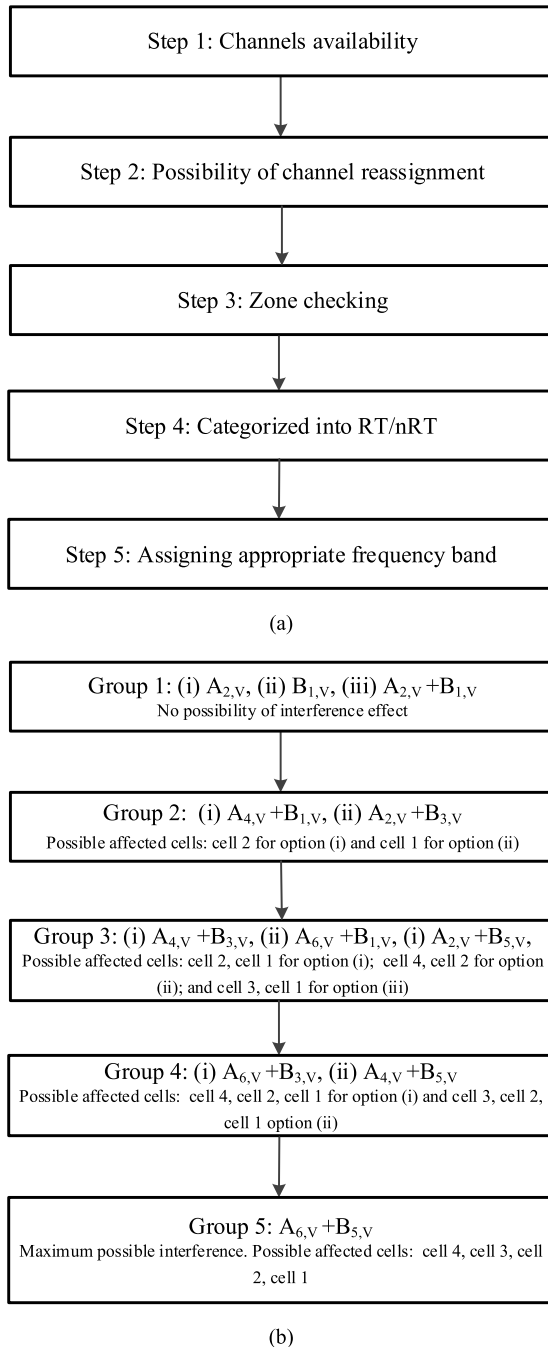 Step 1: Channels availability
Step 2: Possibility of channel reassignment
Step 3: Zone checking
Step 4: Categorized into RT/nRT
Step 5: Assigning appropriate frequency band
(a)
Group 1: (i) A2,V, (ii) B1,V, (iii) A2,V +B1,V
No possibility of interference effect
Group 2: (i) A4,V +B1,V, (ii) A2,V +B3,V
Possible affected cells: cell 2 for option (i) and cell 1 for option (ii)
Group 3: (i) A4,V +B3,V, (ii) A6,V +B1,V, (i) A2,V +B5,V,
Possible affected cells: cell 2, cell 1 for option (i); cell 4, cell 2 for option
(ii); and cell 3, cell 1 for option (iii)
Group 4: (i) A6,V +B3,V, (ii) A4,V +B5,V
Possible affected cells: cell 4, cell 2, cell 1 for option (i) and cell 3, cell 2,
cell 1 option (ii)
Group 5: A6,V +B5,V
Maximum possible interference. Possible affected cells: cell 4, cell 3, cell
2, cell 1
(b)